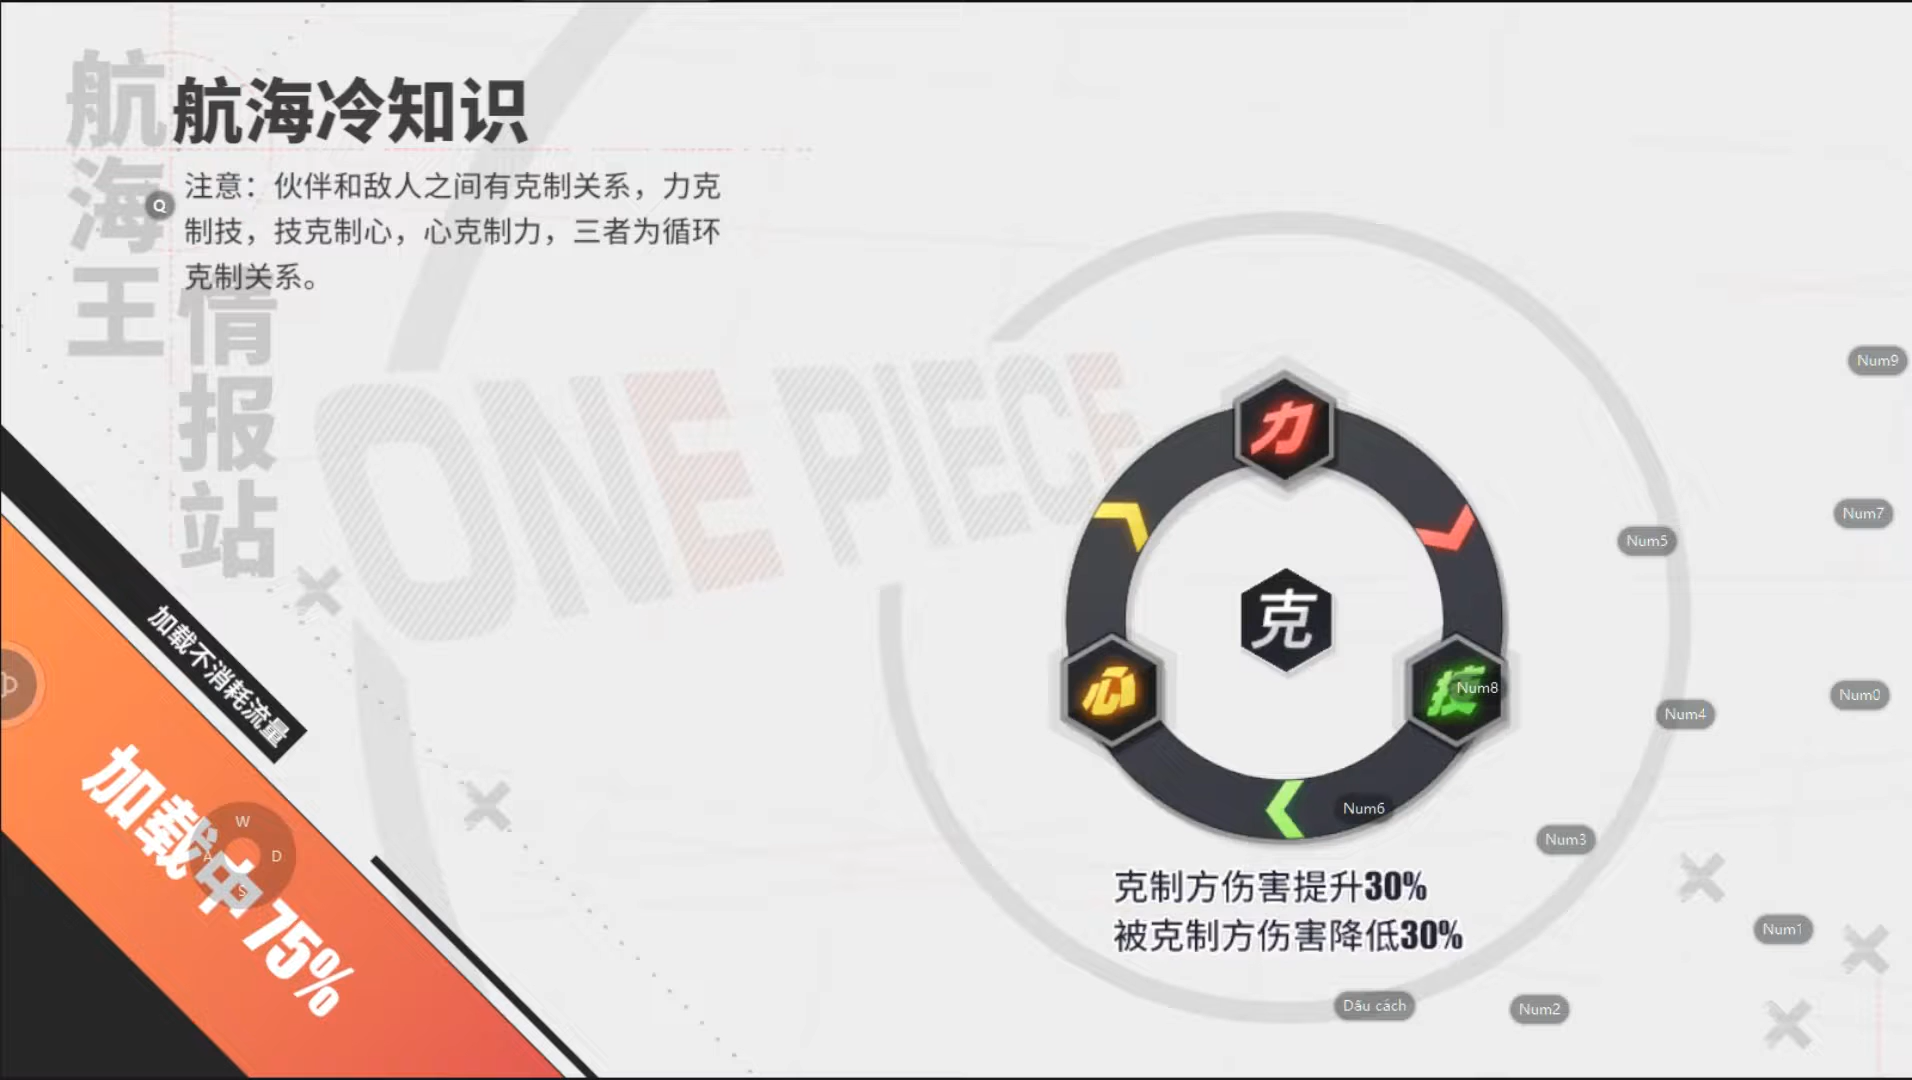 航海王
情报站
航海冷知识
注意：伙伴和敌人之间有克制关系，力克
制技，技克制心，心克制力，三者为循环
克制关系。
Q
ONE PIECE
力
心
技
克
克制方伤害提升30%
被克制方伤害降低30%
加载不消耗流量
加载中 75%
W
A
D
S
Num9
Num7
Num5
Num8
Num0
Num4
Num6
Num3
Num1
Dấu cách
Num2